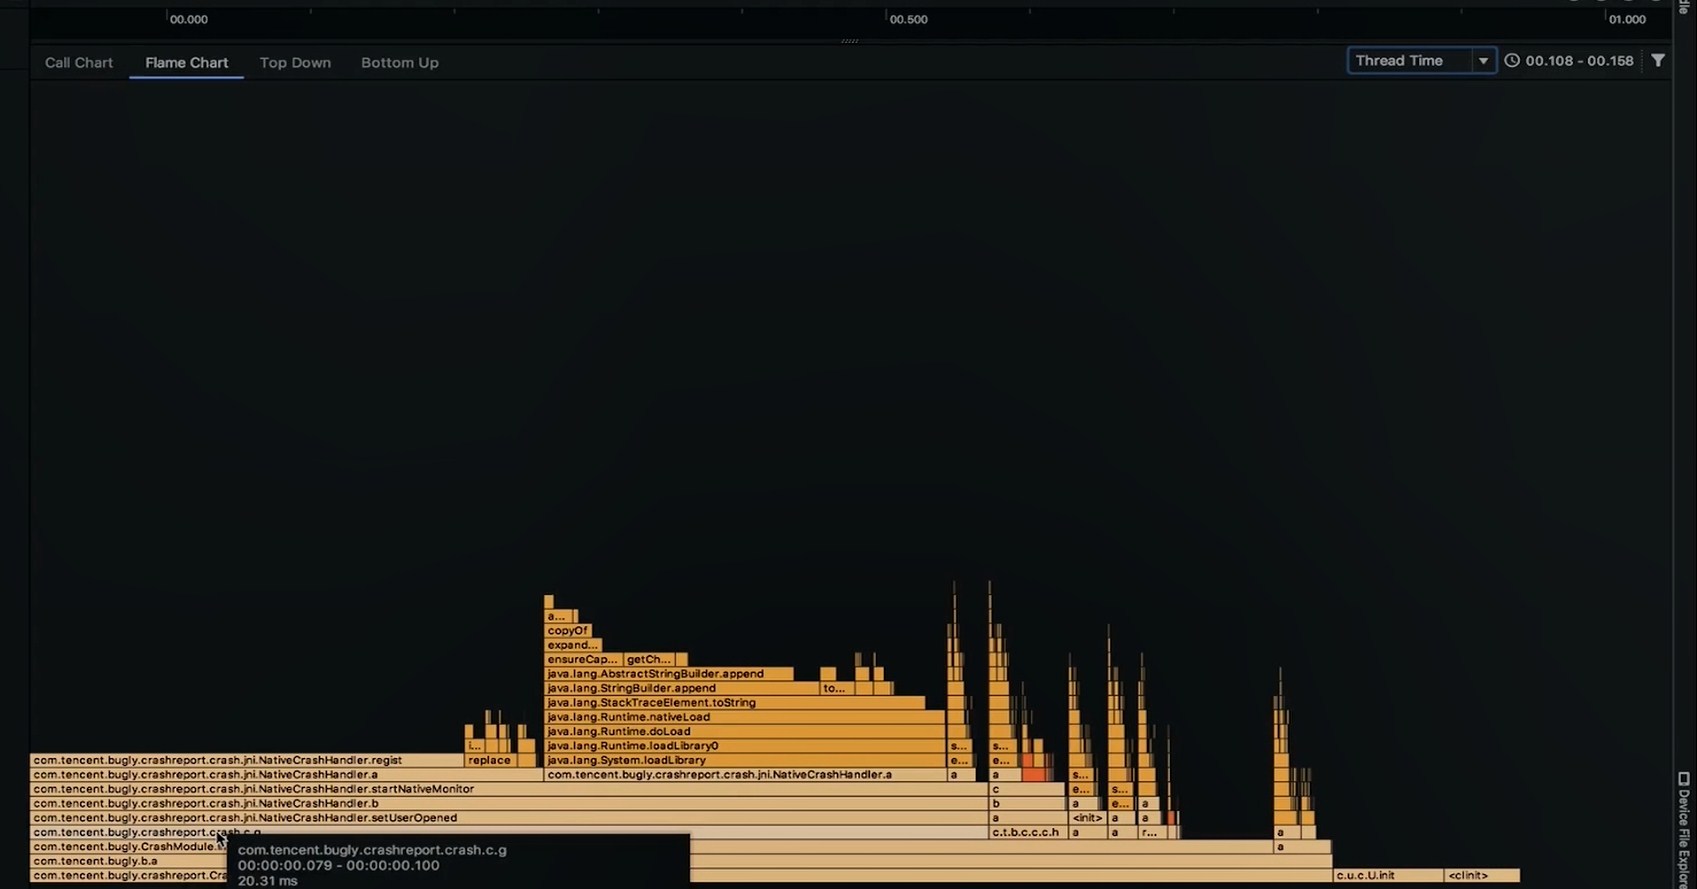 00.000 00.500 01.000
Call Chart Flame Chart Top Down Bottom Up Thread Time 00.108 - 00.158
a...
copyOf
expand...
ensureCap... getCh...
java.lang.AbstractStringBuilder.append
java.lang.StringBuilder.append to...
java.lang.StackTraceElement.toString
java.lang.Runtime.nativeLoad
java.lang.Runtime.doLoad
i... java.lang.Runtime.loadLibrary0 s... s...
com.tencent.bugly.crashreport.crash.jni.NativeCrashHandler.regist replace java.lang.System.loadLibrary e... e...
com.tencent.bugly.crashreport.crash.jni.NativeCrashHandler.a com.tencent.bugly.crashreport.crash.jni.NativeCrashHandler.a a a s...
com.tencent.bugly.crashreport.crash.jni.NativeCrashHandler.startNativeMonitor c e... s...
com.tencent.bugly.crashreport.crash.jni.NativeCrashHandler.b b a e... a
com.tencent.bugly.crashreport.crash.jni.NativeCrashHandler.setUserOpened a <init> a a
com.tencent.bugly.crashreport.crash.c.g c.t.b.c.c.c.h a a r... a
com.tencent.bugly.CrashModule. a
com.tencent.bugly.b.a
com.tencent.bugly.crashreport.Cra c.u.c.U.init <clinit>
com.tencent.bugly.crashreport.crash.c.g
00:00:00.079 - 00:00:00.100
20.31 ms
Device File Explorer